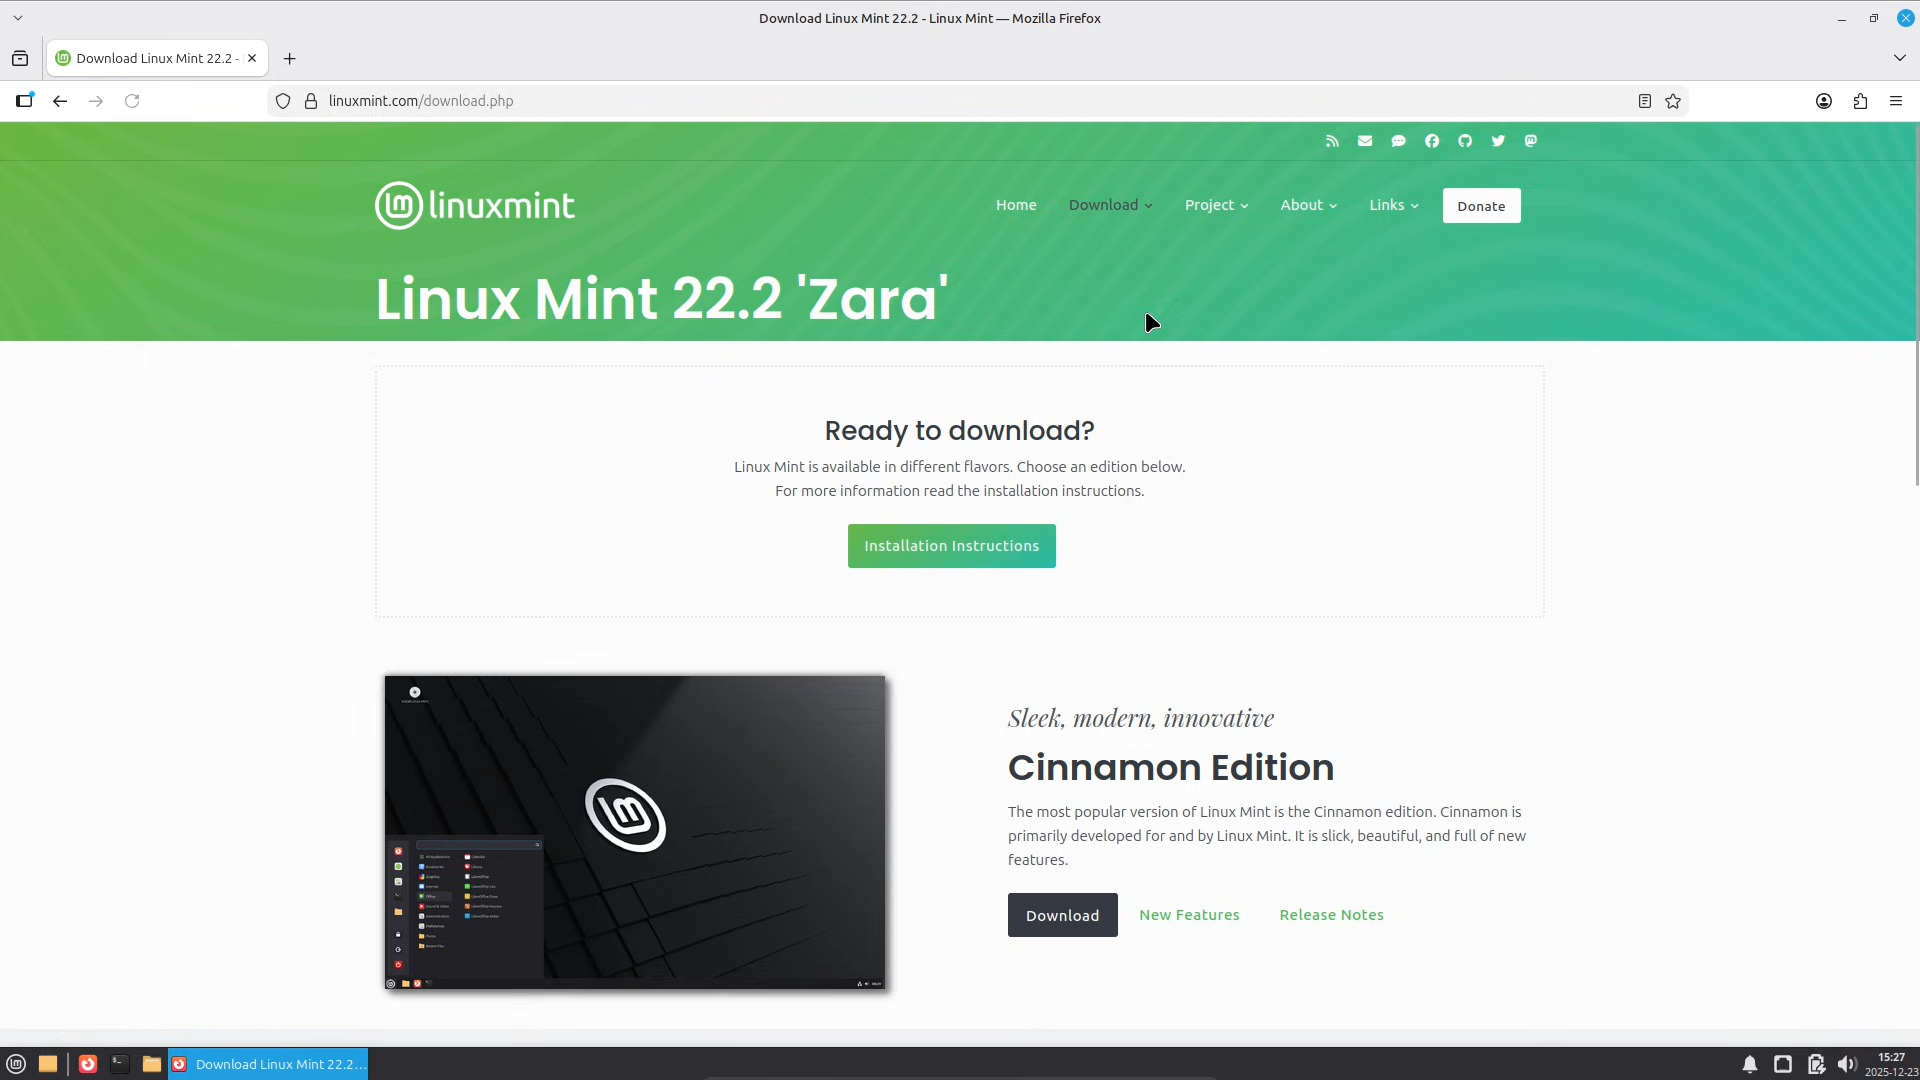 Download Linux Mint 22.2 - Linux Mint — Mozilla Firefox
Download Linux Mint 22.2 -
linuxmint.com/download.php
linuxmint
Home
Download
Project
About
Links
Donate
Linux Mint 22.2 'Zara'
Ready to download?
Linux Mint is available in different flavors. Choose an edition below.
For more information read the installation instructions.
Installation Instructions
Sleek, modern, innovative
Cinnamon Edition
The most popular version of Linux Mint is the Cinnamon edition. Cinnamon is
primarily developed for and by Linux Mint. It is slick, beautiful, and full of new
features.
Download
New Features
Release Notes
Download Linux Mint 22.2...
15:27
2025-12-23